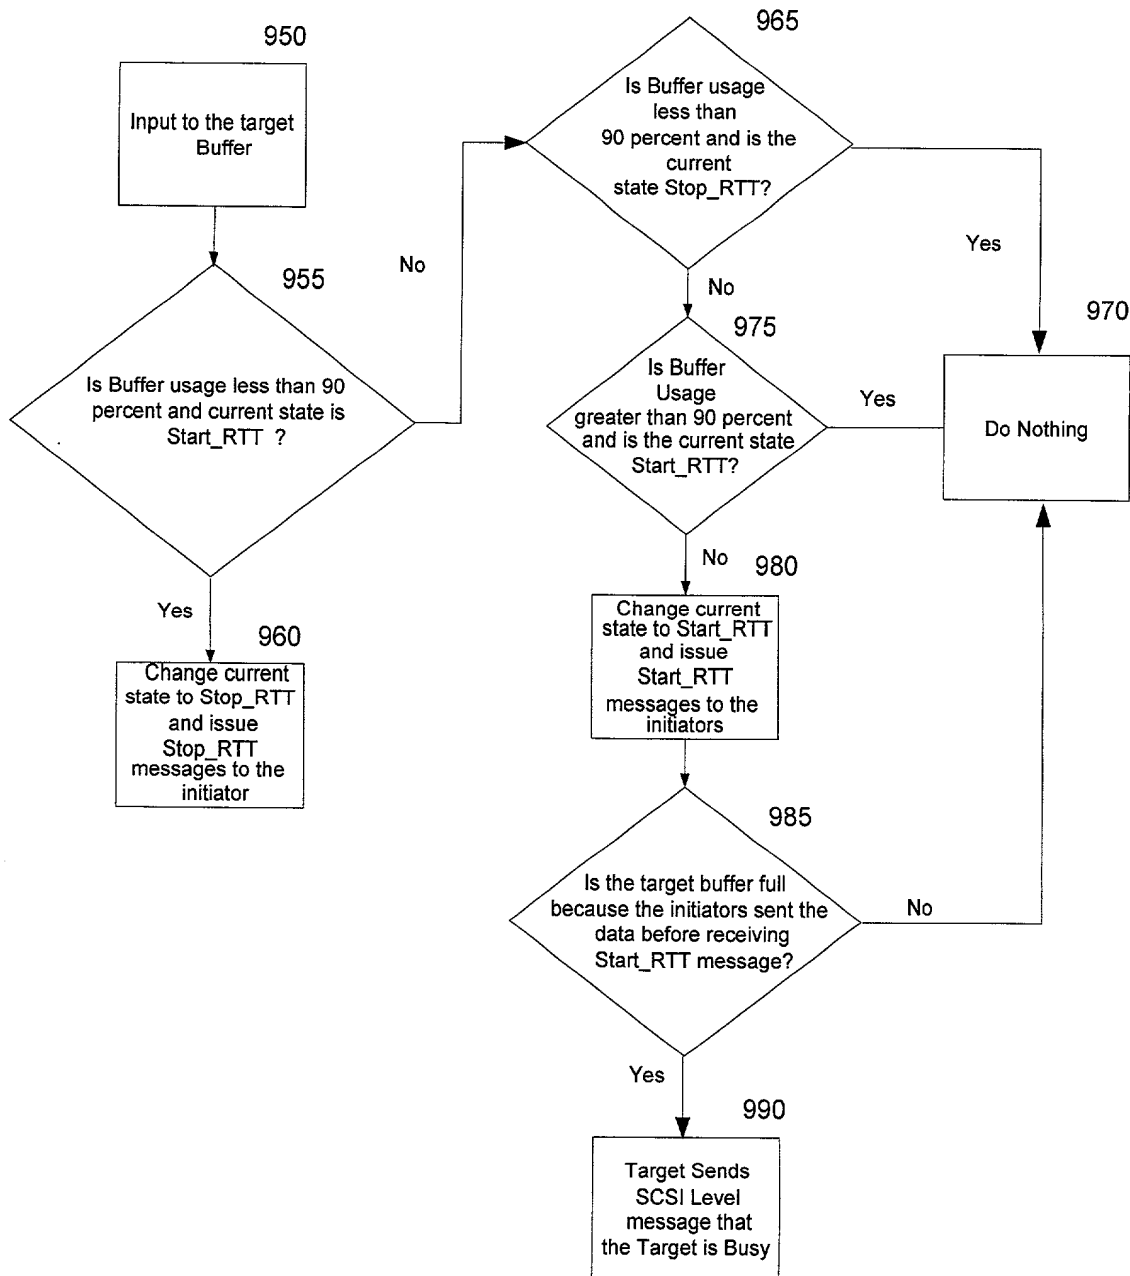 950
Input to the target
Buffer
955
Is Buffer usage less than 90
percent and current state is
Start_RTT ?
Yes
No
960
Change current
state to Stop_RTT
and issue
Stop_RTT
messages to the
initiator
965
Is Buffer usage
less than
90 percent and is the
current
state Stop_RTT?
Yes
No
970
Do Nothing
975
Is Buffer
Usage
greater than 90 percent
and is the current state
Start_RTT?
Yes
No
980
Change current
state to Start_RTT
and issue
Start_RTT
messages to the
initiators
985
Is the target buffer full
because the initiators sent the
data before receiving
Start_RTT message?
No
Yes
990
Target Sends
SCSI Level
message that
the Target is Busy